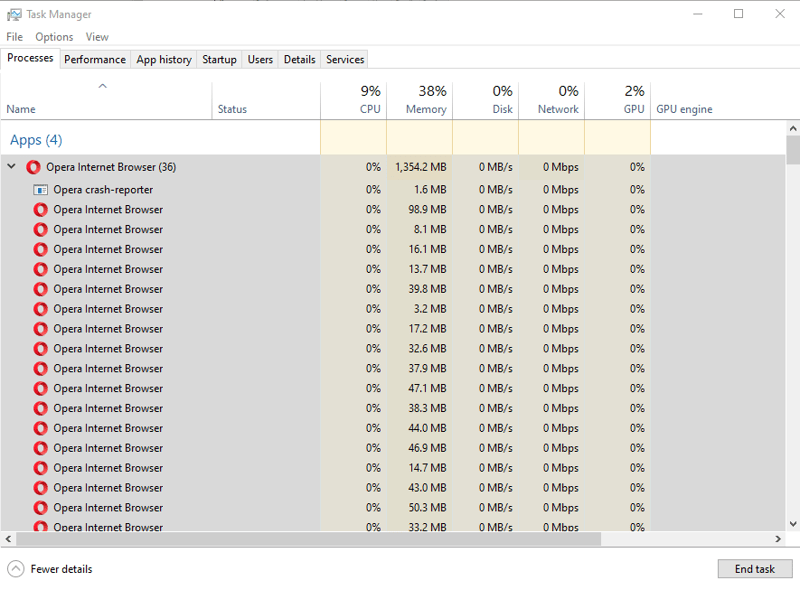 Task Manager
File Options View
Processes Performance App history Startup Users Details Services
9% 38% 0% 0% 2%
Name Status CPU Memory Disk Network GPU GPU engine
Apps (4)
Opera Internet Browser (36) 0% 1,354.2 MB 0 MB/s 0 Mbps 0%
Opera crash-reporter 0% 1.6 MB 0 MB/s 0 Mbps 0%
Opera Internet Browser 0% 98.9 MB 0 MB/s 0 Mbps 0%
Opera Internet Browser 0% 8.1 MB 0 MB/s 0 Mbps 0%
Opera Internet Browser 0% 16.1 MB 0 MB/s 0 Mbps 0%
Opera Internet Browser 0% 13.7 MB 0 MB/s 0 Mbps 0%
Opera Internet Browser 0% 39.8 MB 0 MB/s 0 Mbps 0%
Opera Internet Browser 0% 3.2 MB 0 MB/s 0 Mbps 0%
Opera Internet Browser 0% 17.2 MB 0 MB/s 0 Mbps 0%
Opera Internet Browser 0% 32.6 MB 0 MB/s 0 Mbps 0%
Opera Internet Browser 0% 37.9 MB 0 MB/s 0 Mbps 0%
Opera Internet Browser 0% 47.1 MB 0 MB/s 0 Mbps 0%
Opera Internet Browser 0% 38.3 MB 0 MB/s 0 Mbps 0%
Opera Internet Browser 0% 44.0 MB 0 MB/s 0 Mbps 0%
Opera Internet Browser 0% 46.9 MB 0 MB/s 0 Mbps 0%
Opera Internet Browser 0% 14.7 MB 0 MB/s 0 Mbps 0%
Opera Internet Browser 0% 43.0 MB 0 MB/s 0 Mbps 0%
Opera Internet Browser 0% 50.3 MB 0 MB/s 0 Mbps 0%
Opera Internet Browser 0% 33.2 MB 0 MB/s 0 Mbps 0%
Fewer details End task